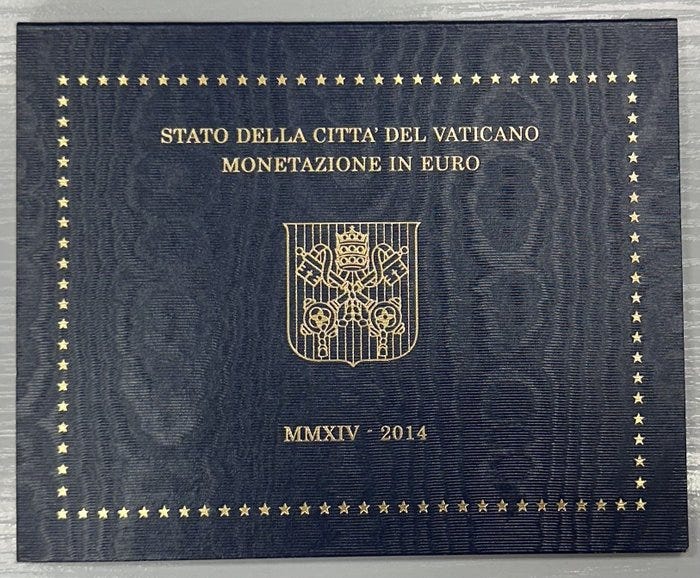 STATO DELLA CITTA' DEL VATICANO
MONETAZIONE IN EURO
MMXIV - 2014